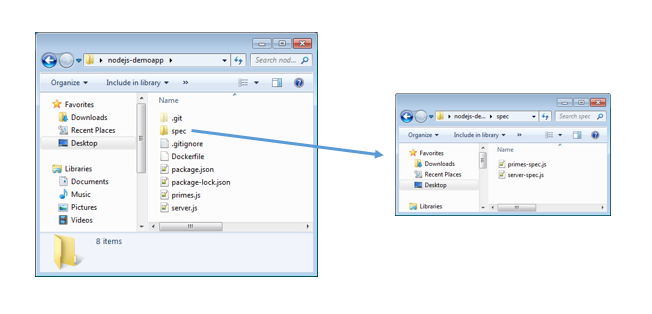 nodejs-demoapp
Search nod...
Organize
Include in library
»
Favorites
Downloads
Recent Places
Desktop
Libraries
Documents
Music
Pictures
Videos
Name
.git
spec
.gitignore
Dockerfile
package.json
package-lock.json
primes.js
server.js
8 items
nodejs-de...
spec
Search spec
Organize
Include in library
»
Favorites
Downloads
Recent Places
Desktop
Libraries
Name
primes-spec.js
server-spec.js